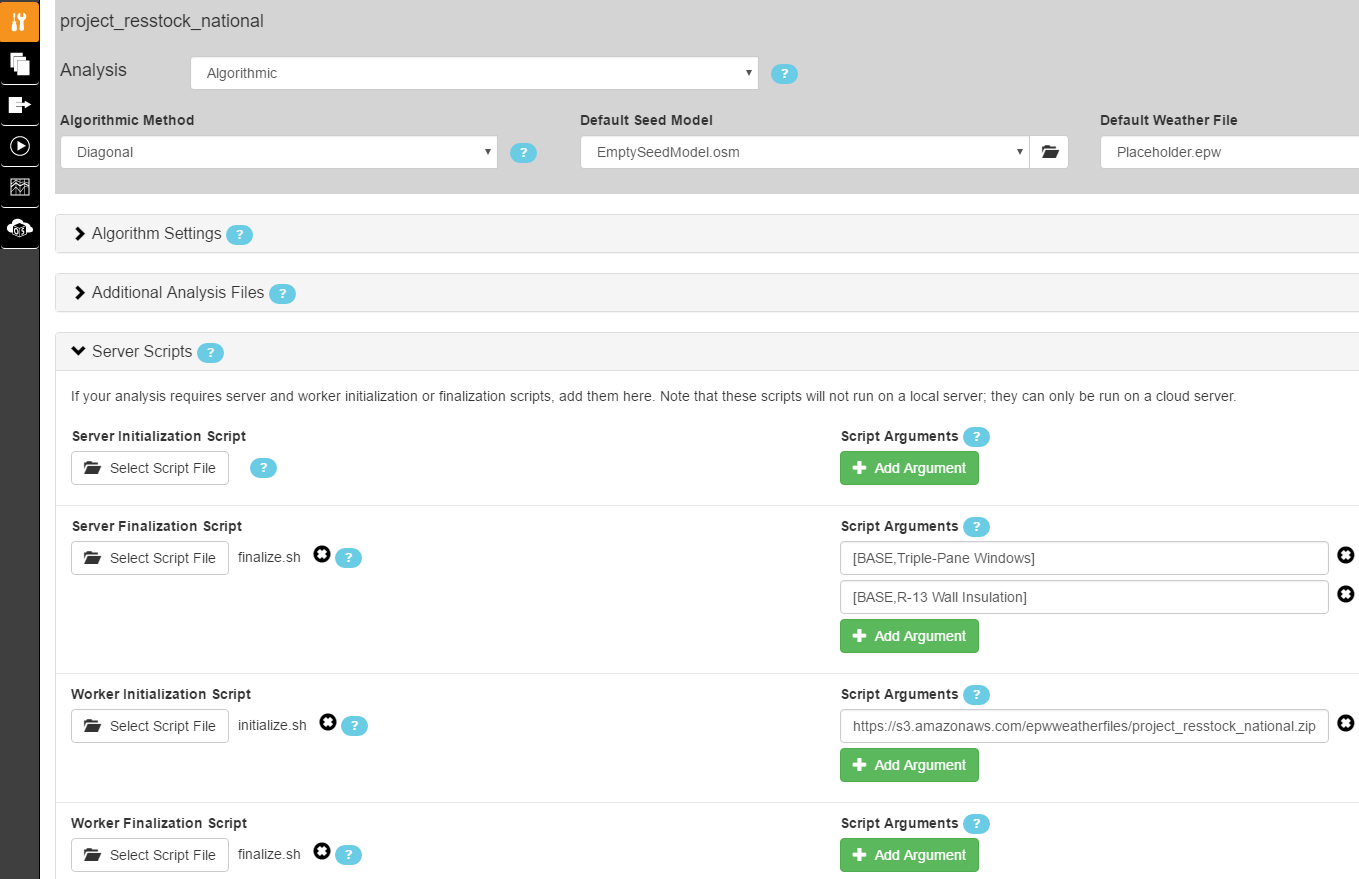 project_resstock_national
Analysis
Algorithmic
?
Algorithmic Method
Default Seed Model
Default Weather File
Diagonal
?
EmptySeedModel.osm
Placeholder.epw
Algorithm Settings ?
Additional Analysis Files ?
Server Scripts ?
If your analysis requires server and worker initialization or finalization scripts, add them here. Note that these scripts will not run on a local server; they can only be run on a cloud server.
Server Initialization Script
Script Arguments ?
Select Script File ?
Add Argument
Server Finalization Script
Script Arguments ?
Select Script File finalize.sh ?
[BASE,Triple-Pane Windows]
[BASE,R-13 Wall Insulation]
Add Argument
Worker Initialization Script
Script Arguments ?
Select Script File initialize.sh ?
https://s3.amazonaws.com/epwweatherfiles/project_resstock_national.zip
Add Argument
Worker Finalization Script
Script Arguments ?
Select Script File finalize.sh ?
Add Argument